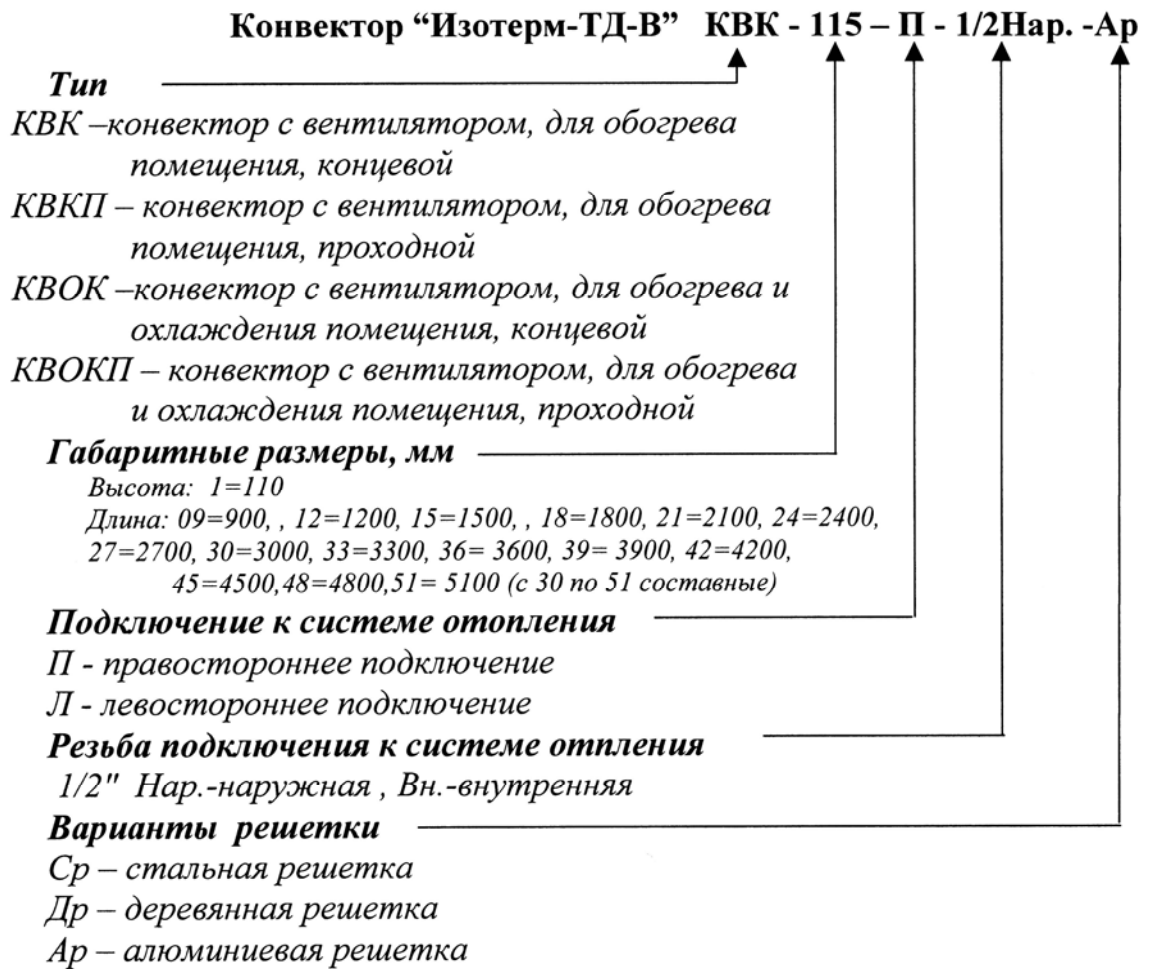 Конвектор “Изотерм-ТД-В” КВК - 115 – П - 1/2Нар. -Ар
Тип
КВК –конвектор с вентилятором, для обогрева
помещения, концевой
КВКП – конвектор с вентилятором, для обогрева
помещения, проходной
КВОК –конвектор с вентилятором, для обогрева и
охлаждения помещения, концевой
КВОКП – конвектор с вентилятором, для обогрева
и охлаждения помещения, проходной
Габаритные размеры, мм
Высота: 1=110
Длина: 09=900, , 12=1200, 15=1500, , 18=1800, 21=2100, 24=2400,
27=2700, 30=3000, 33=3300, 36= 3600, 39= 3900, 42=4200,
45=4500,48=4800,51= 5100 (с 30 по 51 составные)
Подключение к системе отопления
П - правостороннее подключение
Л - левостороннее подключение
Резьба подключения к системе отпления
1/2" Нар.-наружная , Вн.-внутренняя
Варианты решетки
Ср – стальная решетка
Др – деревянная решетка
Ар – алюминиевая решетка